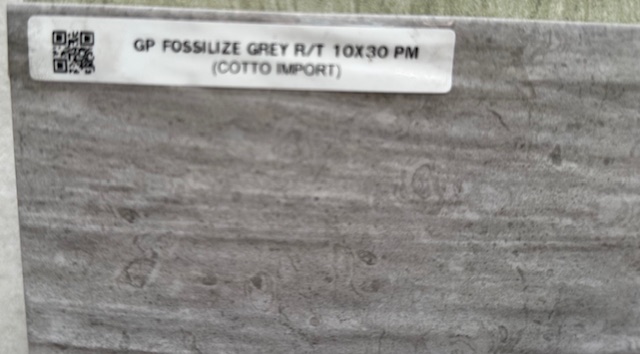 GP FOSSILIZE GREY R/T 10X30 PM
(COTTO IMPORT)